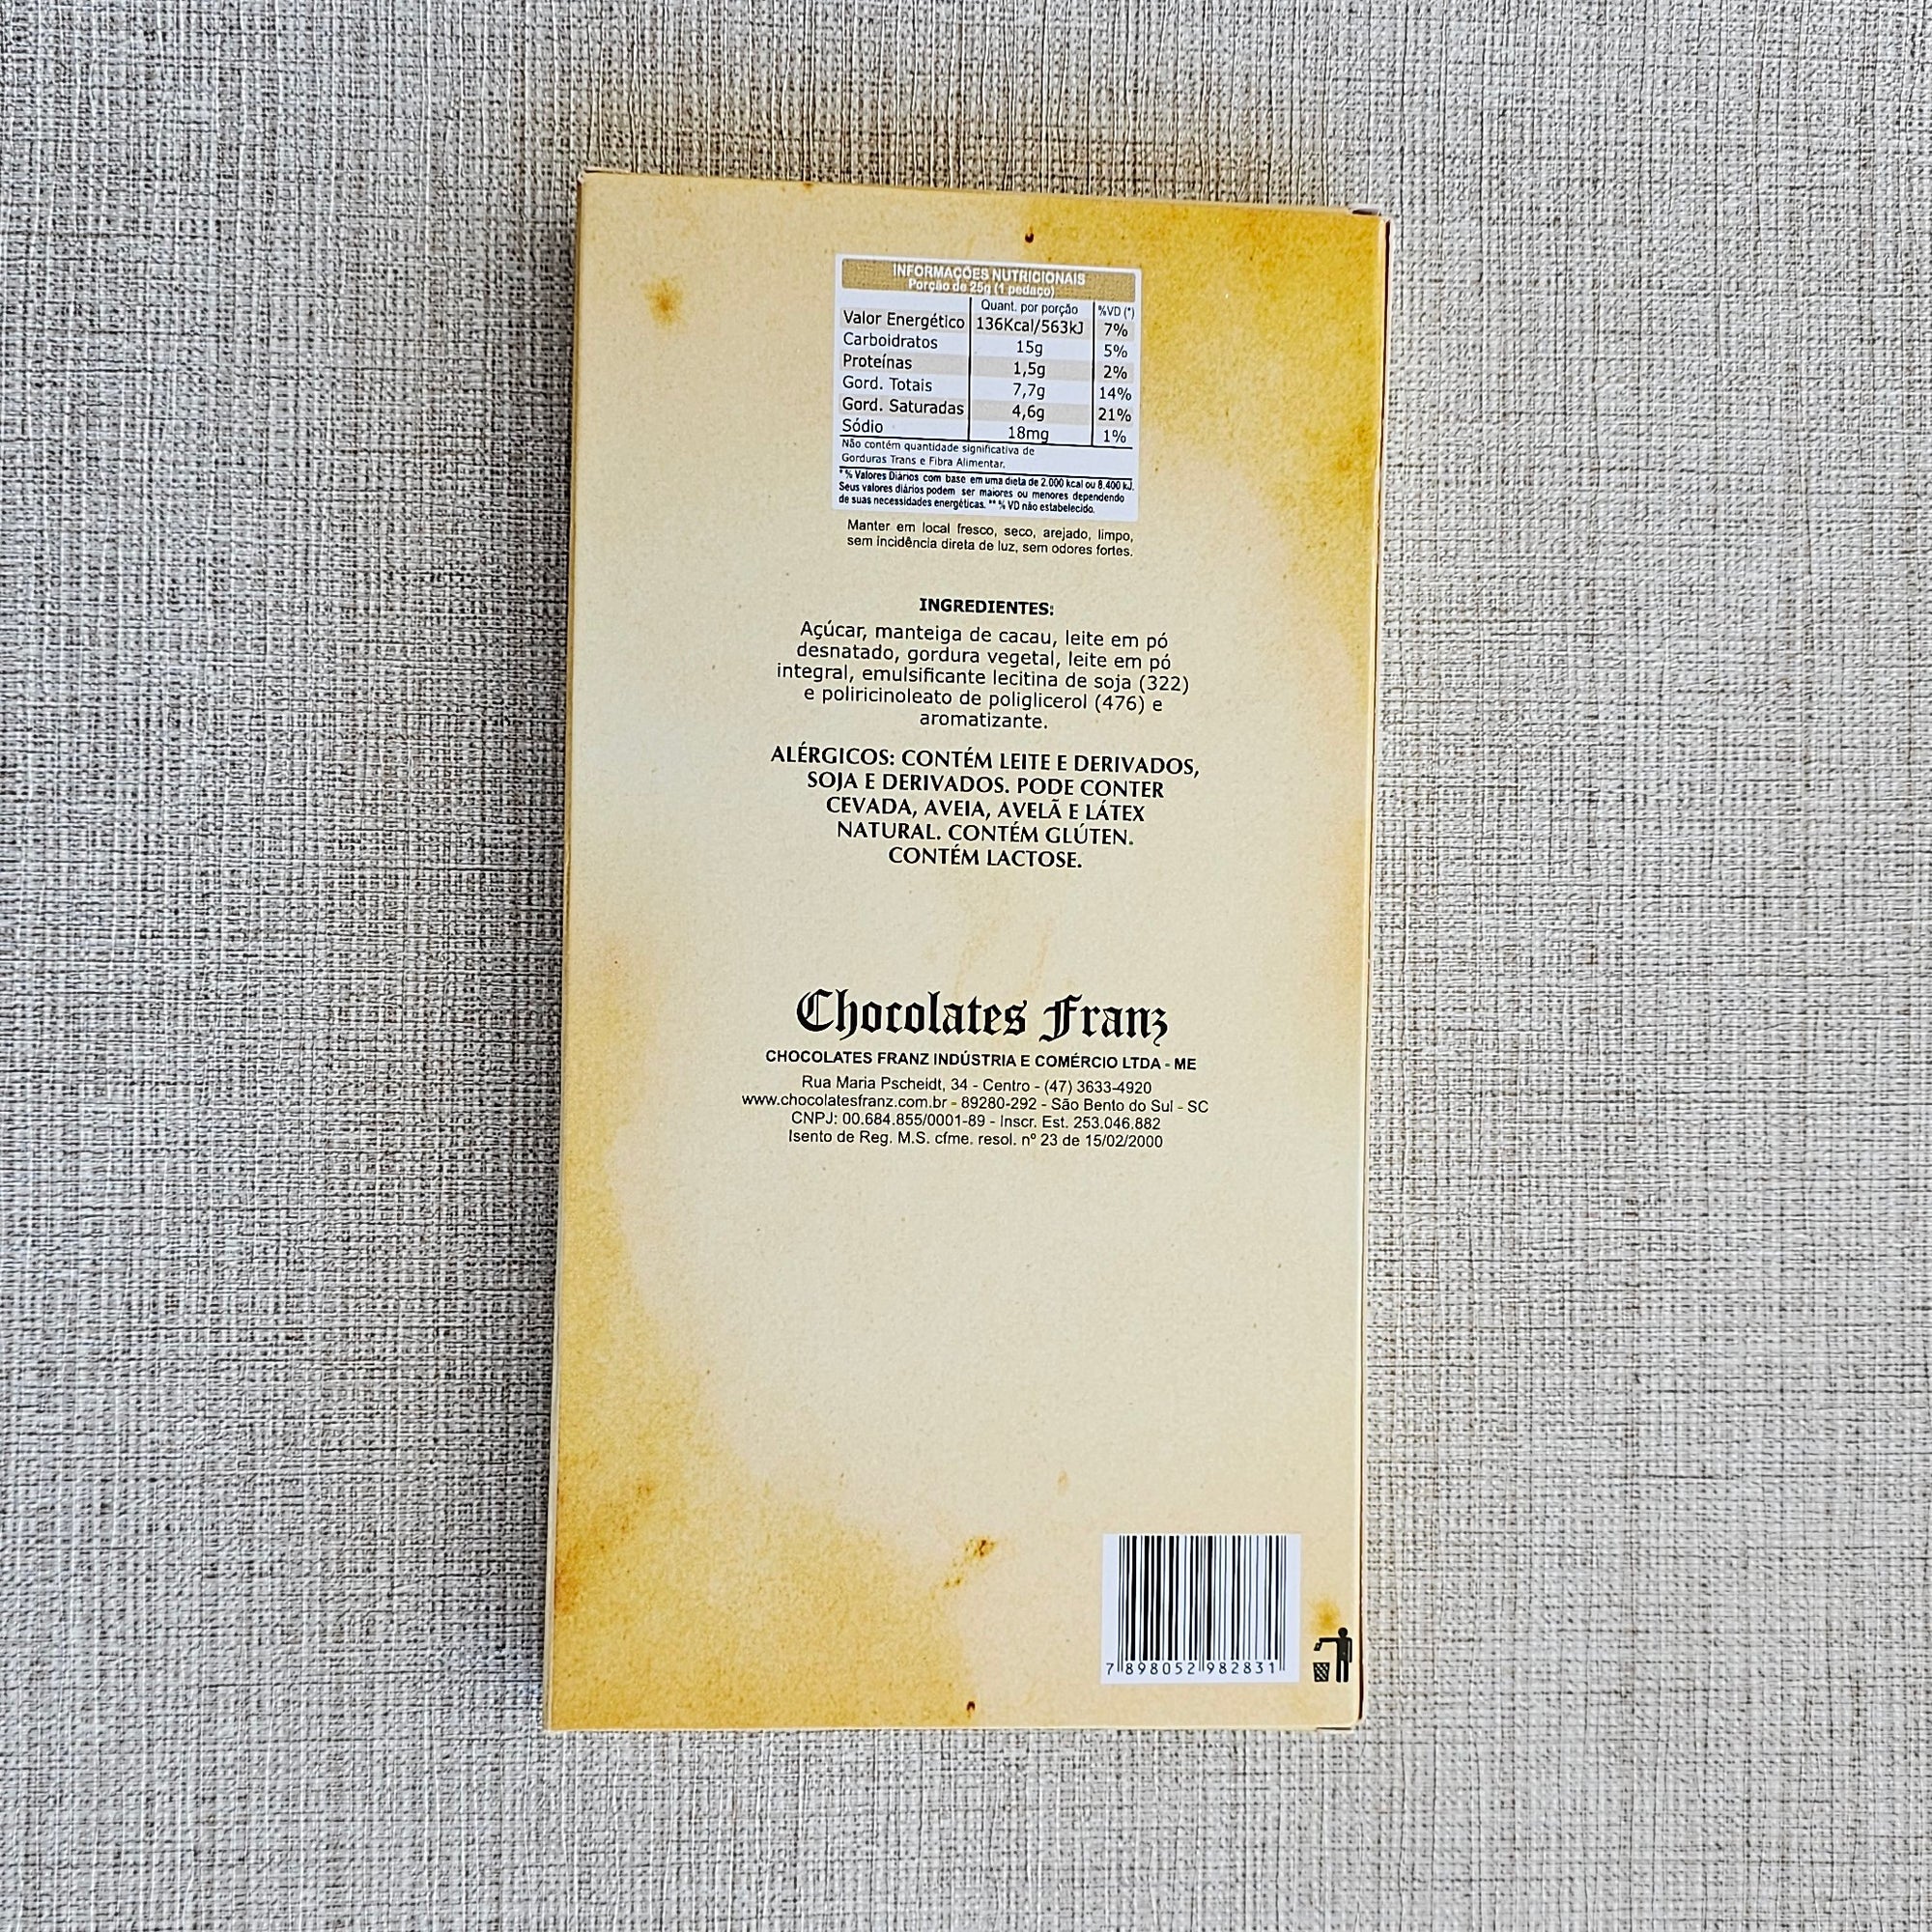 INFORMAÇÕES NUTRICIONAIS
Porção de 25g (1 pedaço)
Quant. por porção %VD (*)
Valor Energético 136Kcal/563kJ 7%
Carboidratos 15g 5%
Proteínas 1,5g 2%
Gord. Totais 7,7g 14%
Gord. Saturadas 4,6g 21%
Sódio 18mg 1%
Não contém quantidade significativa de
Gorduras Trans e Fibra Alimentar.
* % Valores Diários com base em uma dieta de 2.000 kcal ou 8.400 kJ.
Seus valores diários podem ser maiores ou menores dependendo
de suas necessidades energéticas. ** % VD não estabelecido.
Manter em local fresco, seco, arejado, limpo,
sem incidência direta de luz, sem odores fortes.
INGREDIENTES:
Açúcar, manteiga de cacau, leite em pó
desnatado, gordura vegetal, leite em pó
integral, emulsificante lecitina de soja (322)
e poliricinoleato de poliglicerol (476) e
aromatizante.
ALÉRGICOS: CONTÉM LEITE E DERIVADOS,
SOJA E DERIVADOS. PODE CONTER
CEVADA, AVEIA, AVELÃ E LÁTEX
NATURAL. CONTÉM GLÚTEN.
CONTÉM LACTOSE.
Chocolates Franz
CHOCOLATES FRANZ INDÚSTRIA E COMÉRCIO LTDA - ME
Rua Maria Pscheidt, 34 - Centro - (47) 3633-4920
www.chocolatesfranz.com.br - 89280-292 - São Bento do Sul - SC
CNPJ: 00.684.855/0001-89 - Inscr. Est. 253.046.882
Isento de Reg. M.S. cfme. resol. nº 23 de 15/02/2000
7 898052 982831